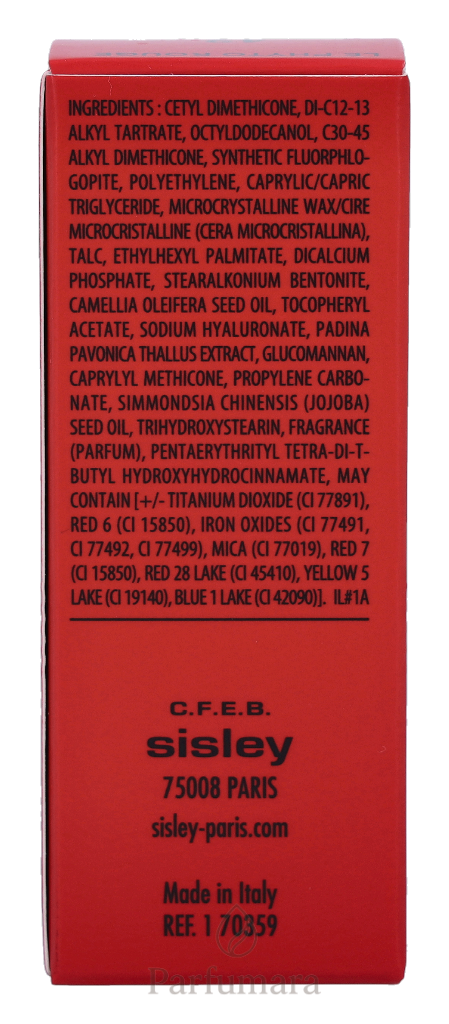 LE PHYTO ROUGE
INGREDIENTS : CETYL DIMETHICONE, DI-C12-13
ALKYL TARTRATE, OCTYLDODECANOL, C30-45
ALKYL DIMETHICONE, SYNTHETIC FLUORPHLO-
GOPITE, POLYETHYLENE, CAPRYLIC/CAPRIC
TRIGLYCERIDE, MICROCRYSTALLINE WAX/CIRE
MICROCRISTALLINE (CERA MICROCRISTALLINA),
TALC, ETHYLHEXYL PALMITATE, DICALCIUM
PHOSPHATE, STEARALKONIUM BENTONITE,
CAMELLIA OLEIFERA SEED OIL, TOCOPHERYL
ACETATE, SODIUM HYALURONATE, PADINA
PAVONICA THALLUS EXTRACT, GLUCOMANNAN,
CAPRYLYL METHICONE, PROPYLENE CARBO-
NATE, SIMMONDSIA CHINENSIS (JOJOBA)
SEED OIL, TRIHYDROXYSTEARIN, FRAGRANCE
(PARFUM), PENTAERYTHRITYL TETRA-DI-T-
BUTYL HYDROXYHYDROCINNAMATE, MAY
CONTAIN [+/- TITANIUM DIOXIDE (CI 77891),
RED 6 (CI 15850), IRON OXIDES (CI 77491,
CI 77492, CI 77499), MICA (CI 77019), RED 7
(CI 15850), RED 28 LAKE (CI 45410), YELLOW 5
LAKE (CI 19140), BLUE 1 LAKE (CI 42090)]. IL#1A
C.F.E.B.
sisley
75008 PARIS
sisley-paris.com
Made in Italy
REF. 1 70359
Parfumara